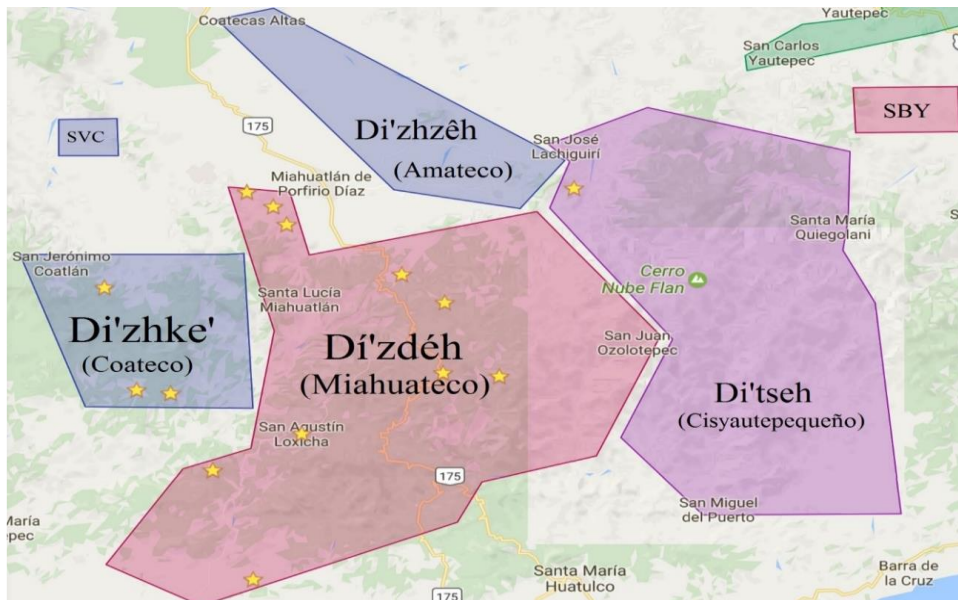 Coatecas Altas
Yautepec
San Carlos
Yautepec
SBY
175
SVC
Di'zhzêh
(Amateco)
San José
Lachiguirí
Miahuatlán de
Porfirio Díaz
Santa María
Quiegolani
San Jerónimo
Coatlán
Cerro
Nube Flan
Santa Lucía
Miahuatlán
Di'zhke'
(Coateco)
Dí'zdéh
(Miahuateco)
San Juan
Ozolotepec
Di'tseh
(Cisyautepequeño)
San Agustín
Loxicha
175
San Miguel
del Puerto
María
epec
Santa María
Huatulco
Barra de
la Cruz
175